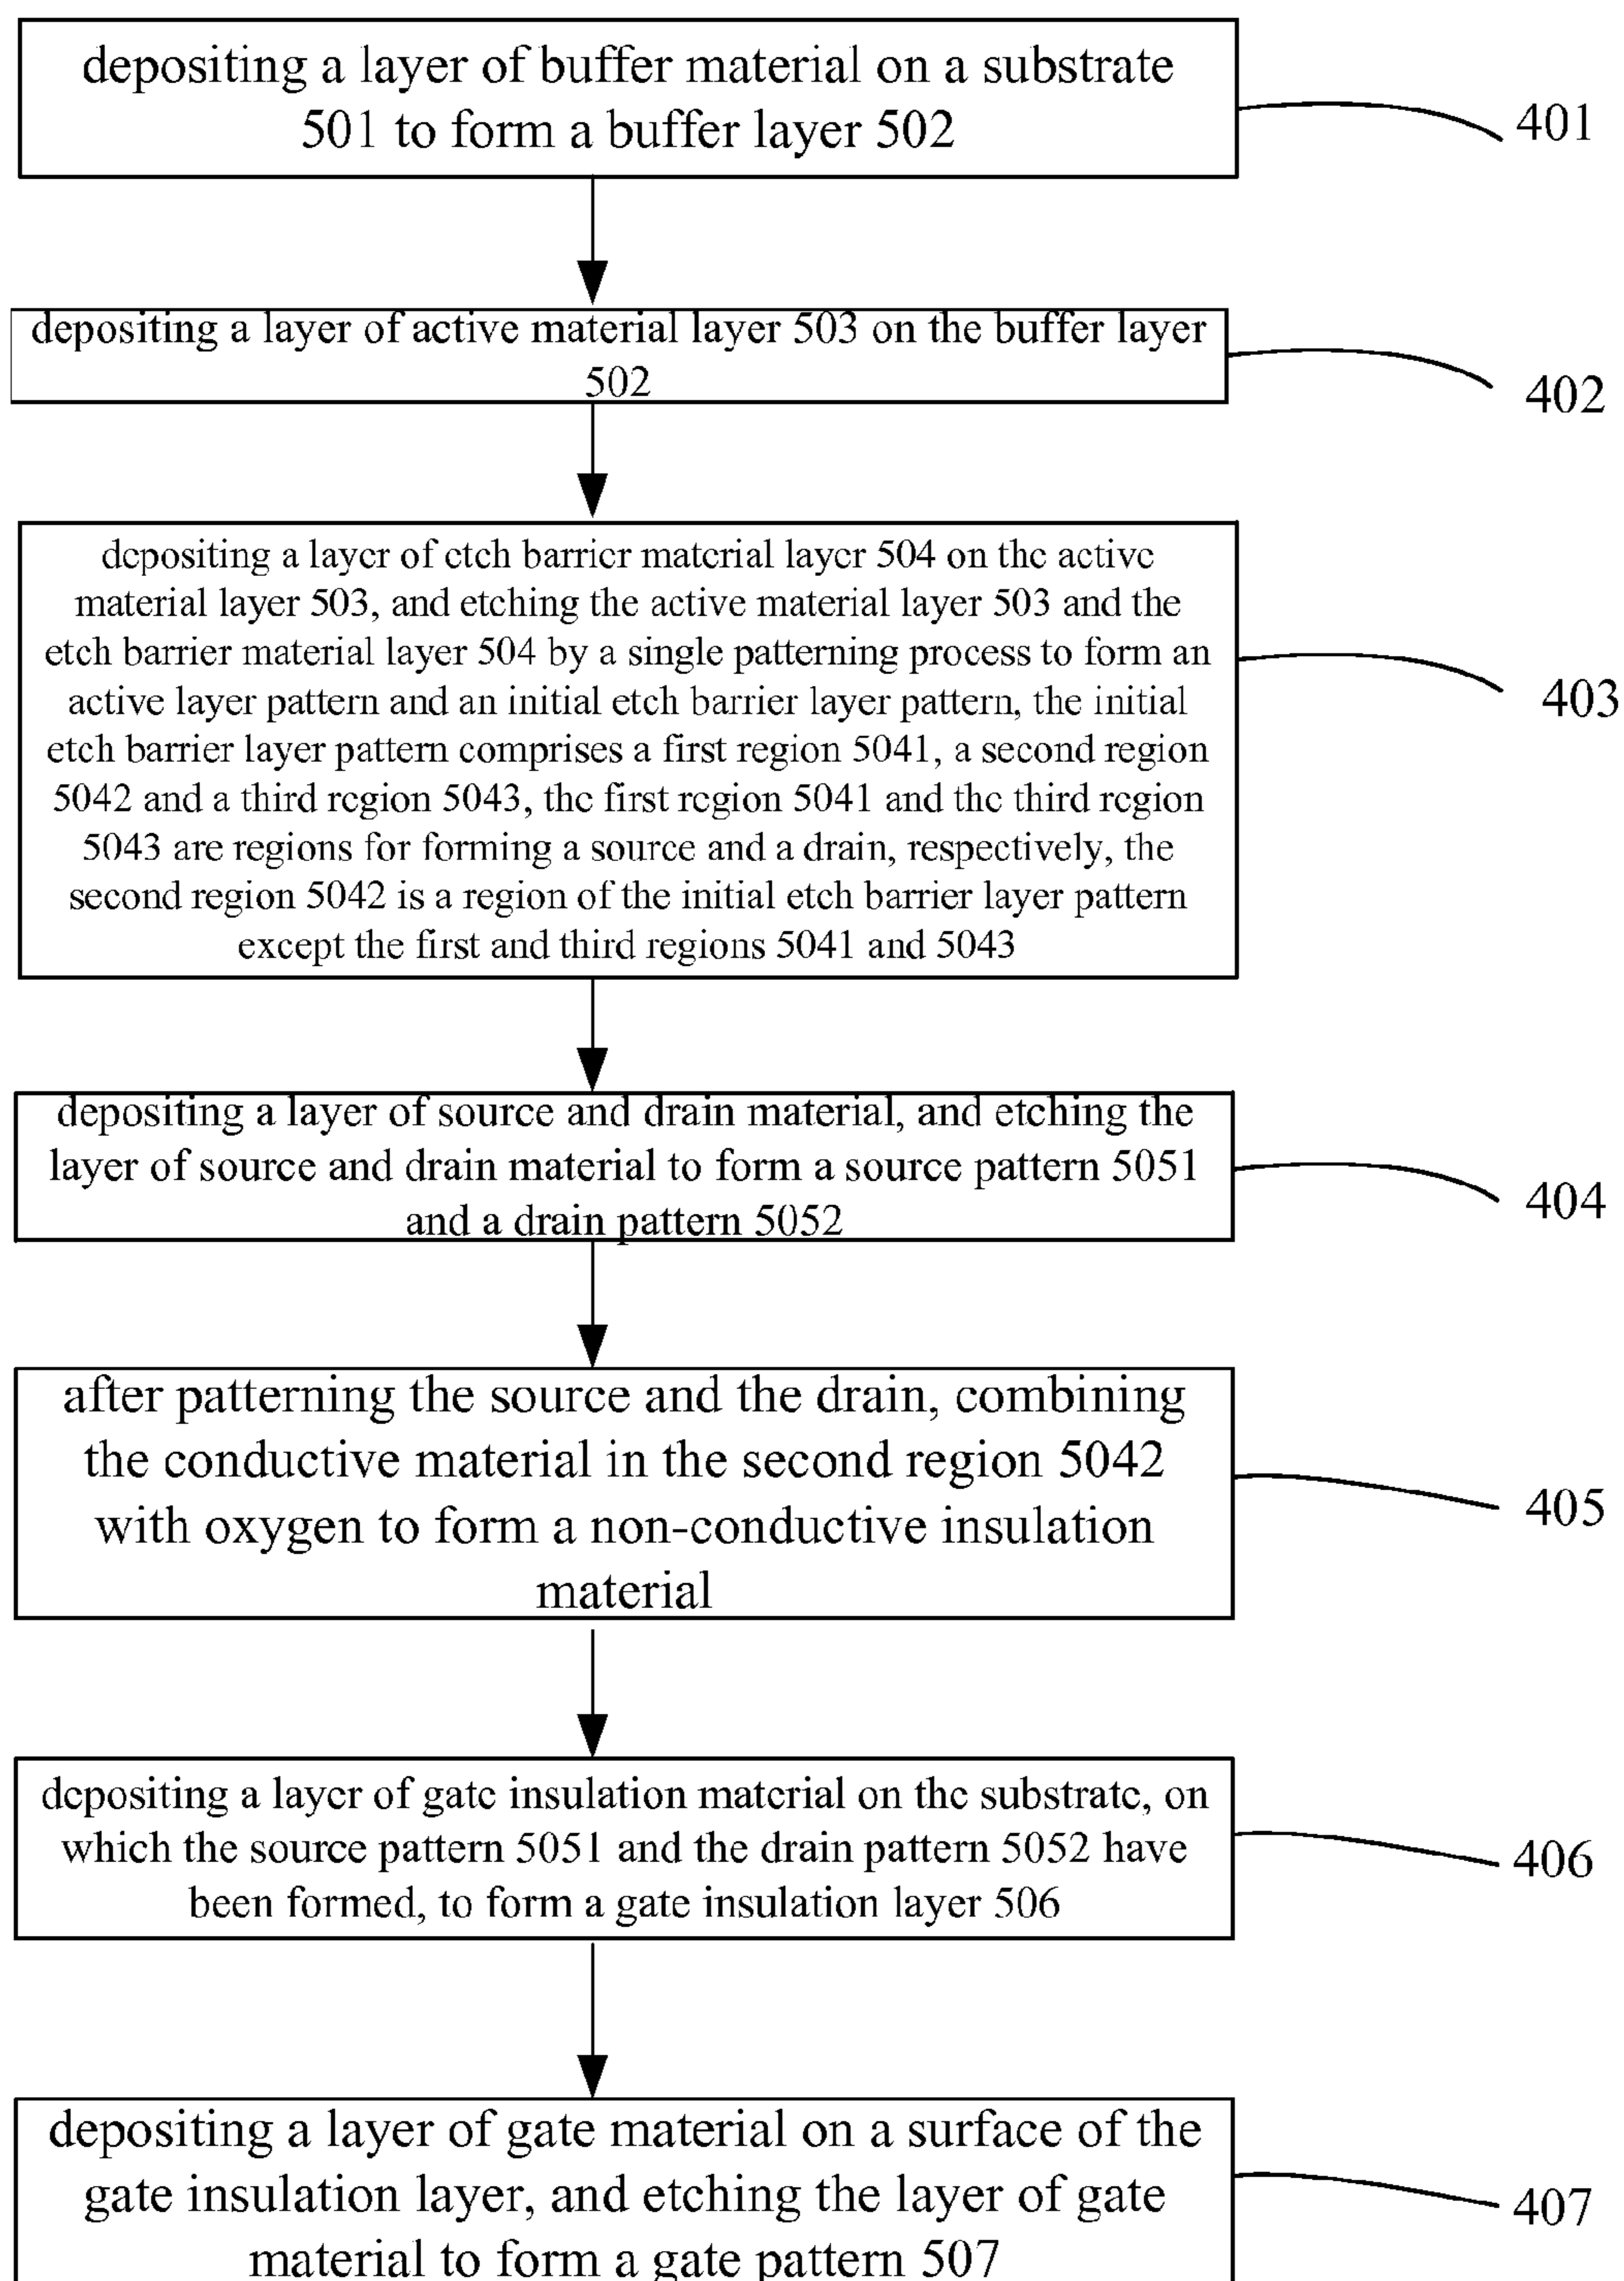 depositing a layer of buffer material on a substrate
501 to form a buffer layer 502
401
depositing a layer of active material layer 503 on the buffer layer
502
402
depositing a layer of etch barrier material layer 504 on the active
material layer 503, and etching the active material layer 503 and the
etch barrier material layer 504 by a single patterning process to form an
active layer pattern and an initial etch barrier layer pattern, the initial
etch barrier layer pattern comprises a first region 5041, a second region
5042 and a third region 5043, the first region 5041 and the third region
5043 are regions for forming a source and a drain, respectively, the
second region 5042 is a region of the initial etch barrier layer pattern
except the first and third regions 5041 and 5043
403
depositing a layer of source and drain material, and etching the
layer of source and drain material to form a source pattern 5051
and a drain pattern 5052
404
after patterning the source and the drain, combining
the conductive material in the second region 5042
with oxygen to form a non-conductive insulation
material
405
depositing a layer of gate insulation material on the substrate, on
which the source pattern 5051 and the drain pattern 5052 have
been formed, to form a gate insulation layer 506
406
depositing a layer of gate material on a surface of the
gate insulation layer, and etching the layer of gate
material to form a gate pattern 507
407